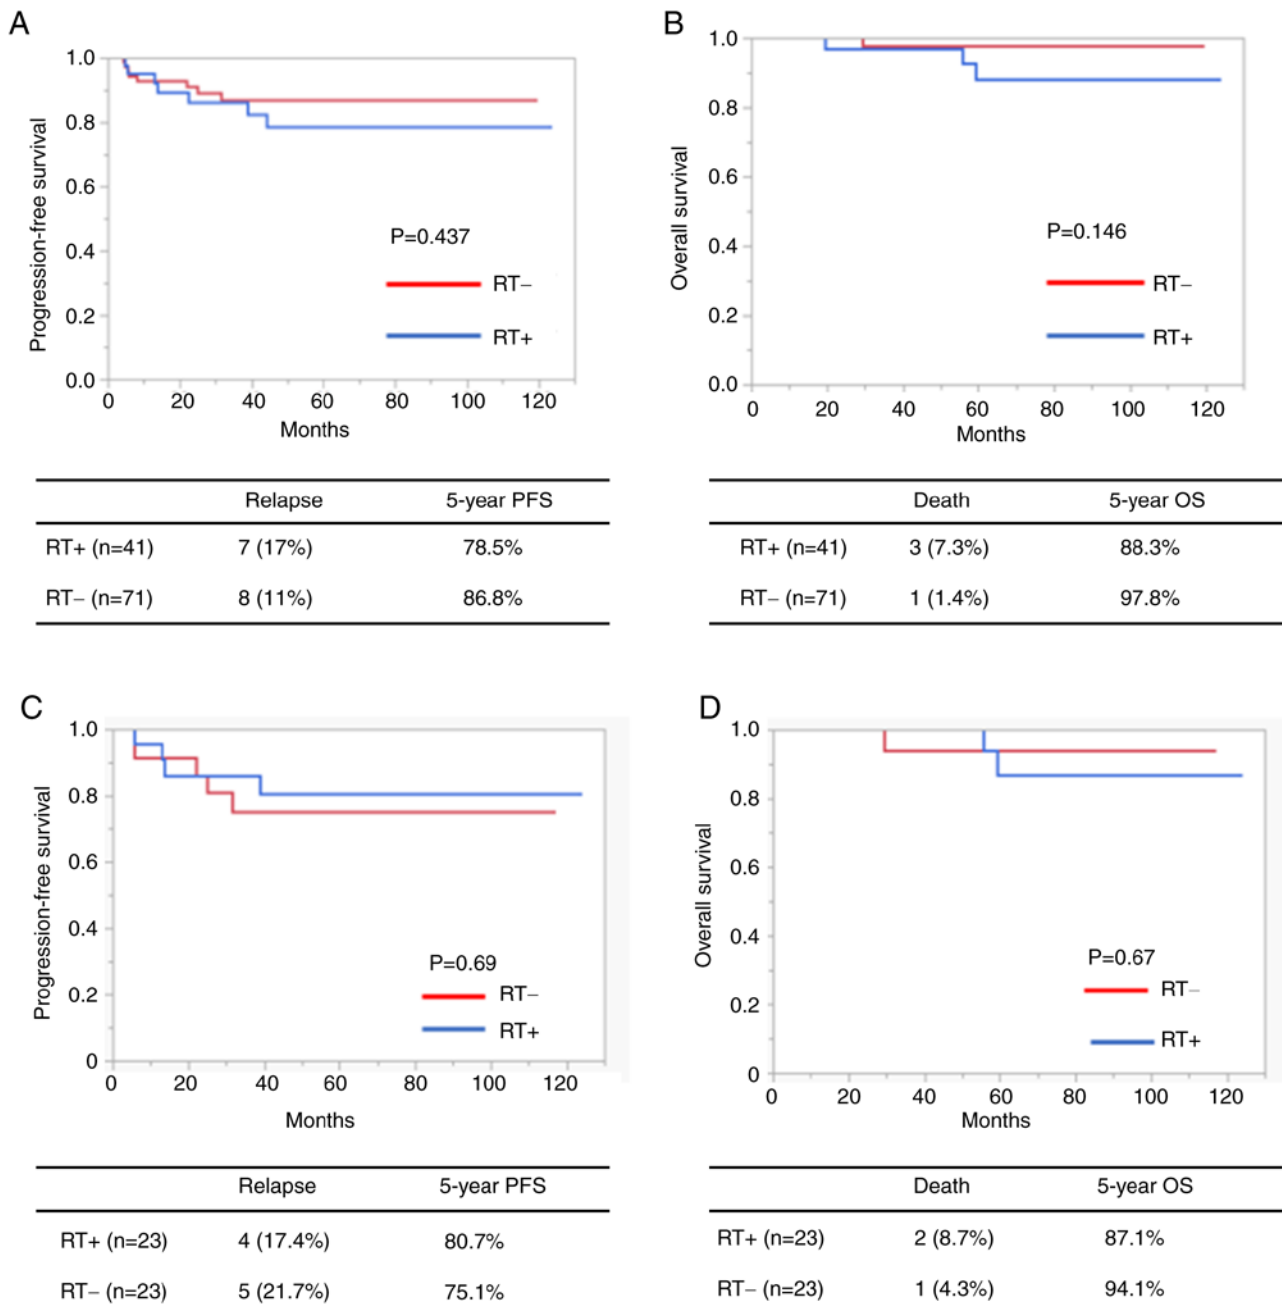 A
Progression-free survival
1.0
0.8
0.6
0.4
0.2
0.0
P=0.437
RT−
RT+
0 20 40 60 80 100 120
Months
Relapse 5-year PFS
RT+ (n=41) 7 (17%) 78.5%
RT− (n=71) 8 (11%) 86.8%
B
Overall survival
1.0
0.8
0.6
0.4
0.2
0.0
P=0.146
RT−
RT+
0 20 40 60 80 100 120
Months
Death 5-year OS
RT+ (n=41) 3 (7.3%) 88.3%
RT− (n=71) 1 (1.4%) 97.8%
C
Progression-free survival
1.0
0.8
0.6
0.4
0.2
0
P=0.69
RT−
RT+
0 20 40 60 80 100 120
Months
Relapse 5-year PFS
RT+ (n=23) 4 (17.4%) 80.7%
RT− (n=23) 5 (21.7%) 75.1%
D
Overall survival
1.0
0.8
0.6
0.4
0.2
0
P=0.67
RT−
RT+
0 20 40 60 80 100 120
Months
Death 5-year OS
RT+ (n=23) 2 (8.7%) 87.1%
RT− (n=23) 1 (4.3%) 94.1%